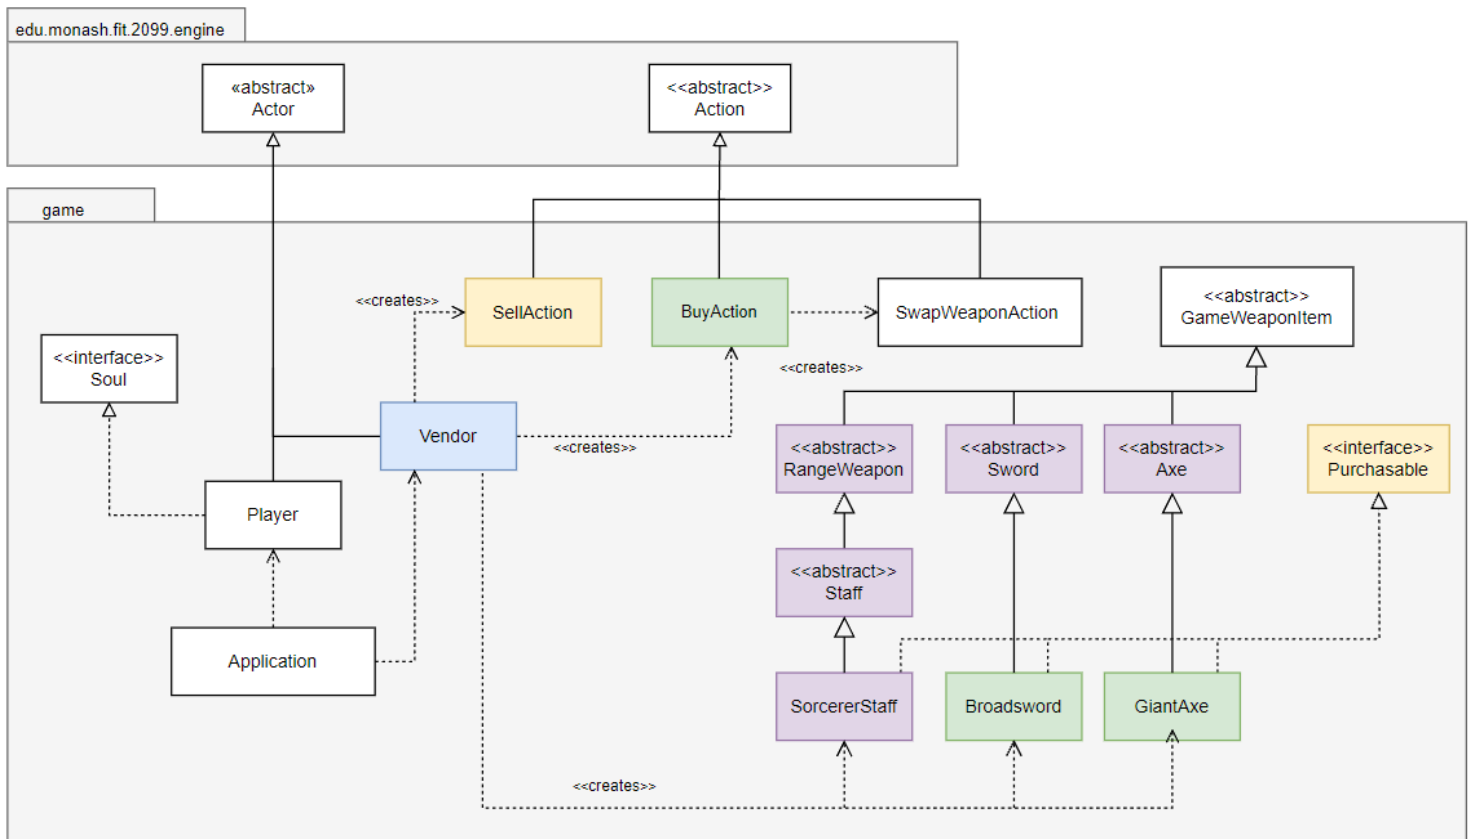 edu.monash.fit.2099.engine
«abstract»
Actor
<<abstract>>
Action
game
<<creates>>
SellAction
BuyAction
SwapWeaponAction
<<abstract>>
GameWeaponItem
<<interface>>
Soul
<<creates>>
Vendor
<<creates>>
<<abstract>>
RangeWeapon
<<abstract>>
Sword
<<abstract>>
Axe
<<interface>>
Purchasable
Player
<<abstract>>
Staff
Application
SorcererStaff
Broadsword
GiantAxe
<<creates>>